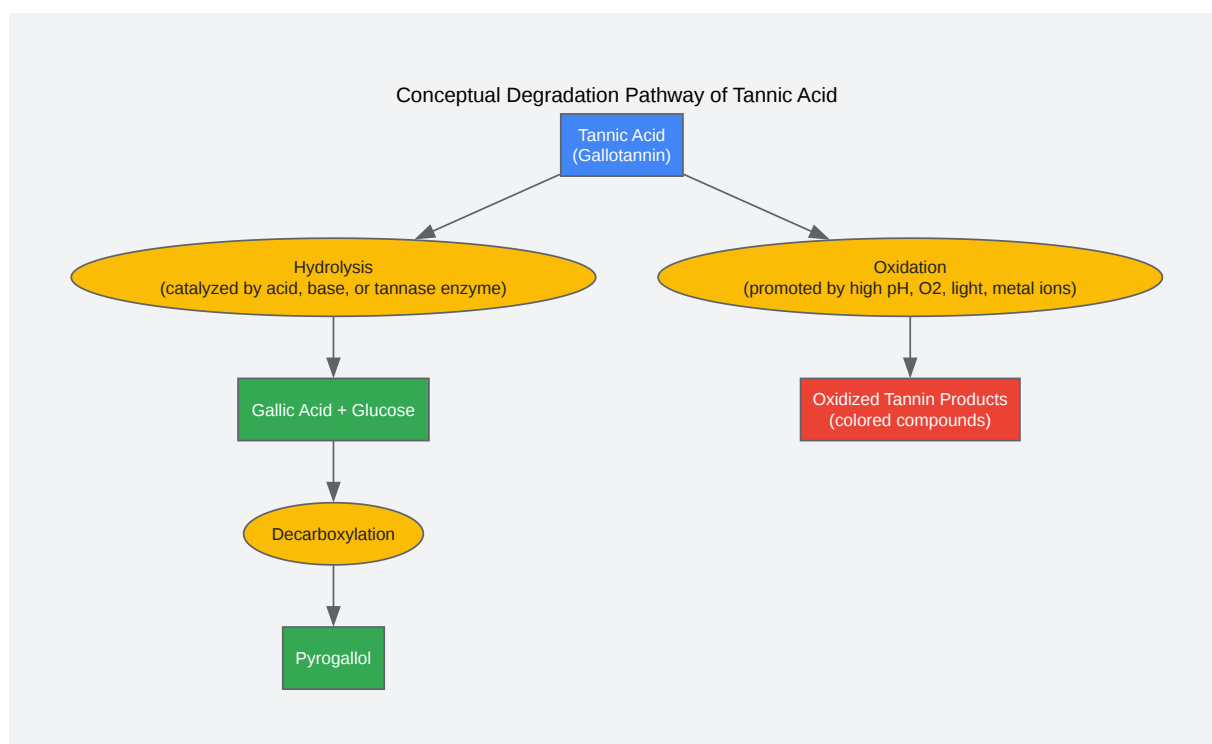 Conceptual Degradation Pathway of Tannic Acid
Tannic Acid
(Gallotannin)
Hydrolysis
(catalyzed by acid, base, or tannase enzyme)
Oxidation
(promoted by high pH, O2, light, metal ions)
Gallic Acid + Glucose
Oxidized Tannin Products
(colored compounds)
Decarboxylation
Pyrogallol